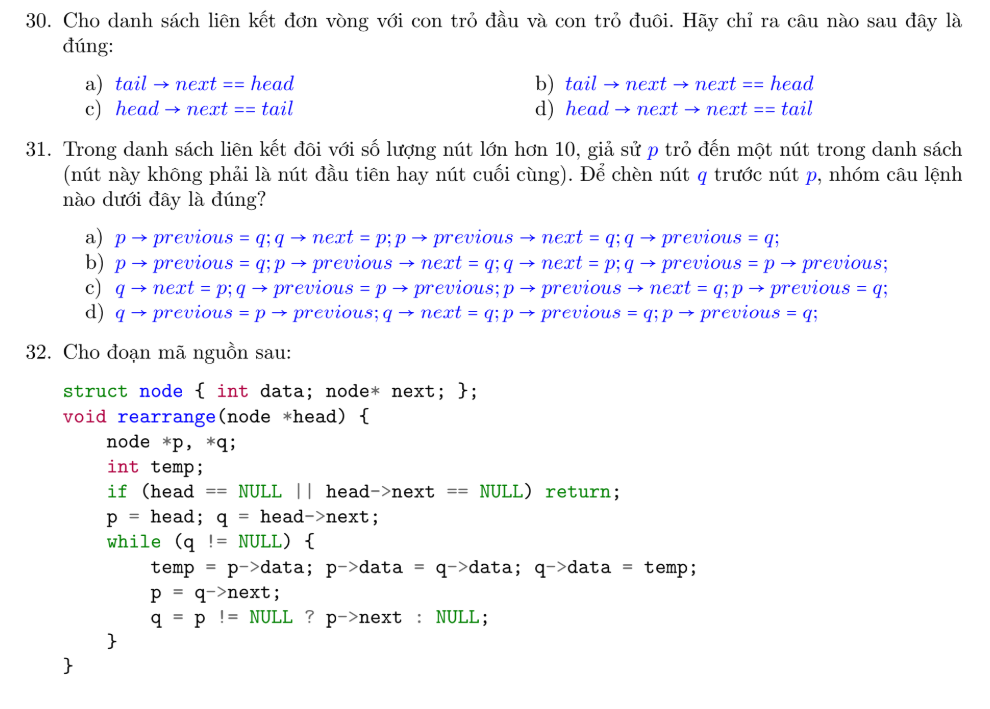 30. Cho danh sách liên kết đơn vòng với con trỏ đầu và con trỏ đuôi. Hãy chỉ ra câu nào sau đây là
đúng:
a) tail → next == head
b) tail → next → next == head
c) head → next == tail
d) head → next → next == tail
31. Trong danh sách liên kết đôi với số lượng nút lớn hơn 10, giả sử p trỏ đến một nút trong danh sách
(nút này không phải là nút đầu tiên hay nút cuối cùng). Để chèn nút q trước nút p, nhóm câu lệnh
nào dưới đây là đúng?
a) p → previous = q; q → next = p; p → previous → next = q; q → previous = q;
b) p → previous = q; p → previous → next = q; q → next = p; q → previous = p → previous;
c) q → next = p; q → previous = p → previous; p → previous → next = q; p → previous = q;
d) q → previous = p → previous; q → next = q; p → previous = q; p → previous = q;
32. Cho đoạn mã nguồn sau:
struct node { int data; node* next; };
void rearrange(node *head) {
    node *p, *q;
    int temp;
    if (head == NULL || head->next == NULL) return;
    p = head; q = head->next;
    while (q != NULL) {
        temp = p->data; p->data = q->data; q->data = temp;
        p = q->next;
        q = p != NULL ? p->next : NULL;
    }
}